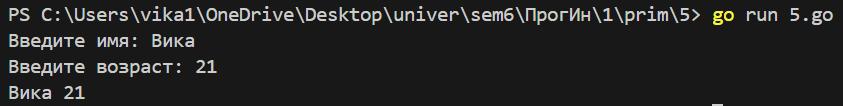 PS C:\Users\vika1\OneDrive\Desktop\univer\sem6\ПрогИн\1\prim\5> go run 5.go
Введите имя: Вика
Введите возраст: 21
Вика 21